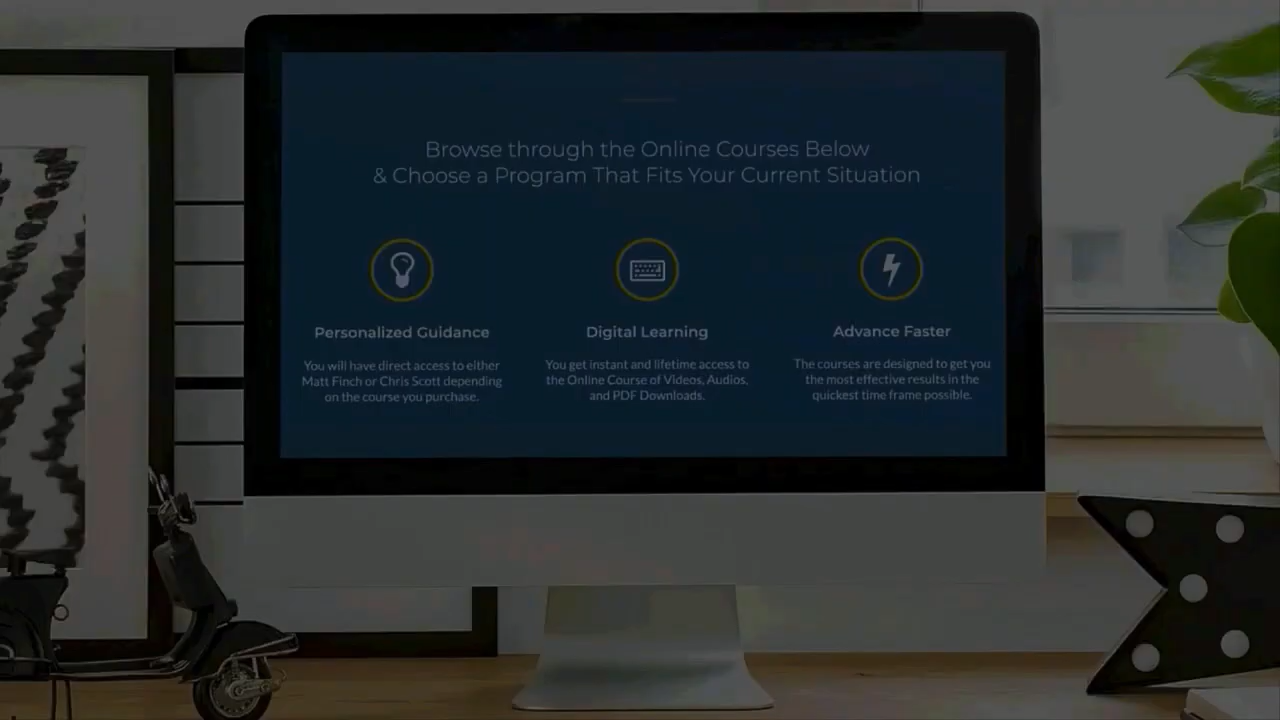 Browse through the Online Courses Below
& Choose a Program That Fits Your Current Situation
Personalized Guidance
You will have direct access to either
Matt Finch or Chris Scott depending
on the course you purchase.
Digital Learning
You get instant and lifetime access to
the Online Course of Videos, Audios,
and PDF Downloads.
Advance Faster
The courses are designed to get you
the most effective results in the
quickest time frame possible.